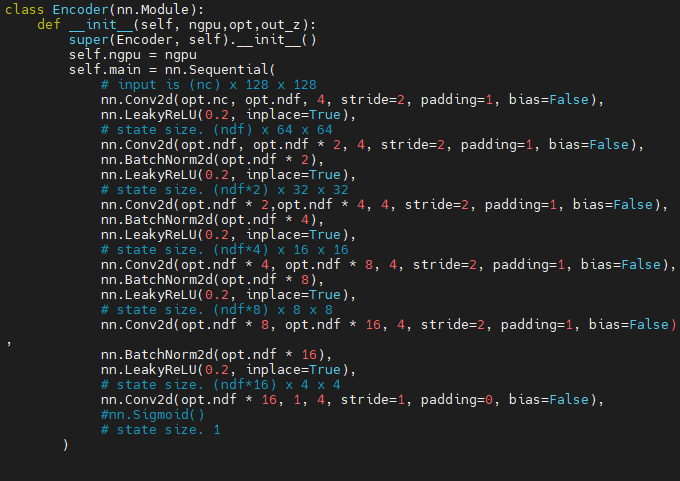 class Encoder(nn.Module):
    def __init__(self, ngpu,opt,out_z):
        super(Encoder, self).__init__()
        self.ngpu = ngpu
        self.main = nn.Sequential(
            # input is (nc) x 128 x 128
            nn.Conv2d(opt.nc, opt.ndf, 4, stride=2, padding=1, bias=False),
            nn.LeakyReLU(0.2, inplace=True),
            # state size. (ndf) x 64 x 64
            nn.Conv2d(opt.ndf, opt.ndf * 2, 4, stride=2, padding=1, bias=False),
            nn.BatchNorm2d(opt.ndf * 2),
            nn.LeakyReLU(0.2, inplace=True),
            # state size. (ndf*2) x 32 x 32
            nn.Conv2d(opt.ndf * 2,opt.ndf * 4, 4, stride=2, padding=1, bias=False),
            nn.BatchNorm2d(opt.ndf * 4),
            nn.LeakyReLU(0.2, inplace=True),
            # state size. (ndf*4) x 16 x 16
            nn.Conv2d(opt.ndf * 4, opt.ndf * 8, 4, stride=2, padding=1, bias=False),
            nn.BatchNorm2d(opt.ndf * 8),
            nn.LeakyReLU(0.2, inplace=True),
            # state size. (ndf*8) x 8 x 8
            nn.Conv2d(opt.ndf * 8, opt.ndf * 16, 4, stride=2, padding=1, bias=False)
,
            nn.BatchNorm2d(opt.ndf * 16),
            nn.LeakyReLU(0.2, inplace=True),
            # state size. (ndf*16) x 4 x 4
            nn.Conv2d(opt.ndf * 16, 1, 4, stride=1, padding=0, bias=False),
            #nn.Sigmoid()
            # state size. 1
        )